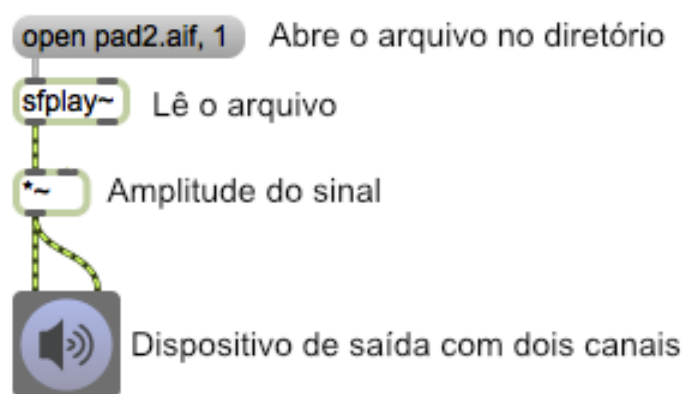 open pad2.aif, 1 Abre o arquivo no diretório
sfplay~ Lê o arquivo
*~ Amplitude do sinal
Dispositivo de saída com dois canais